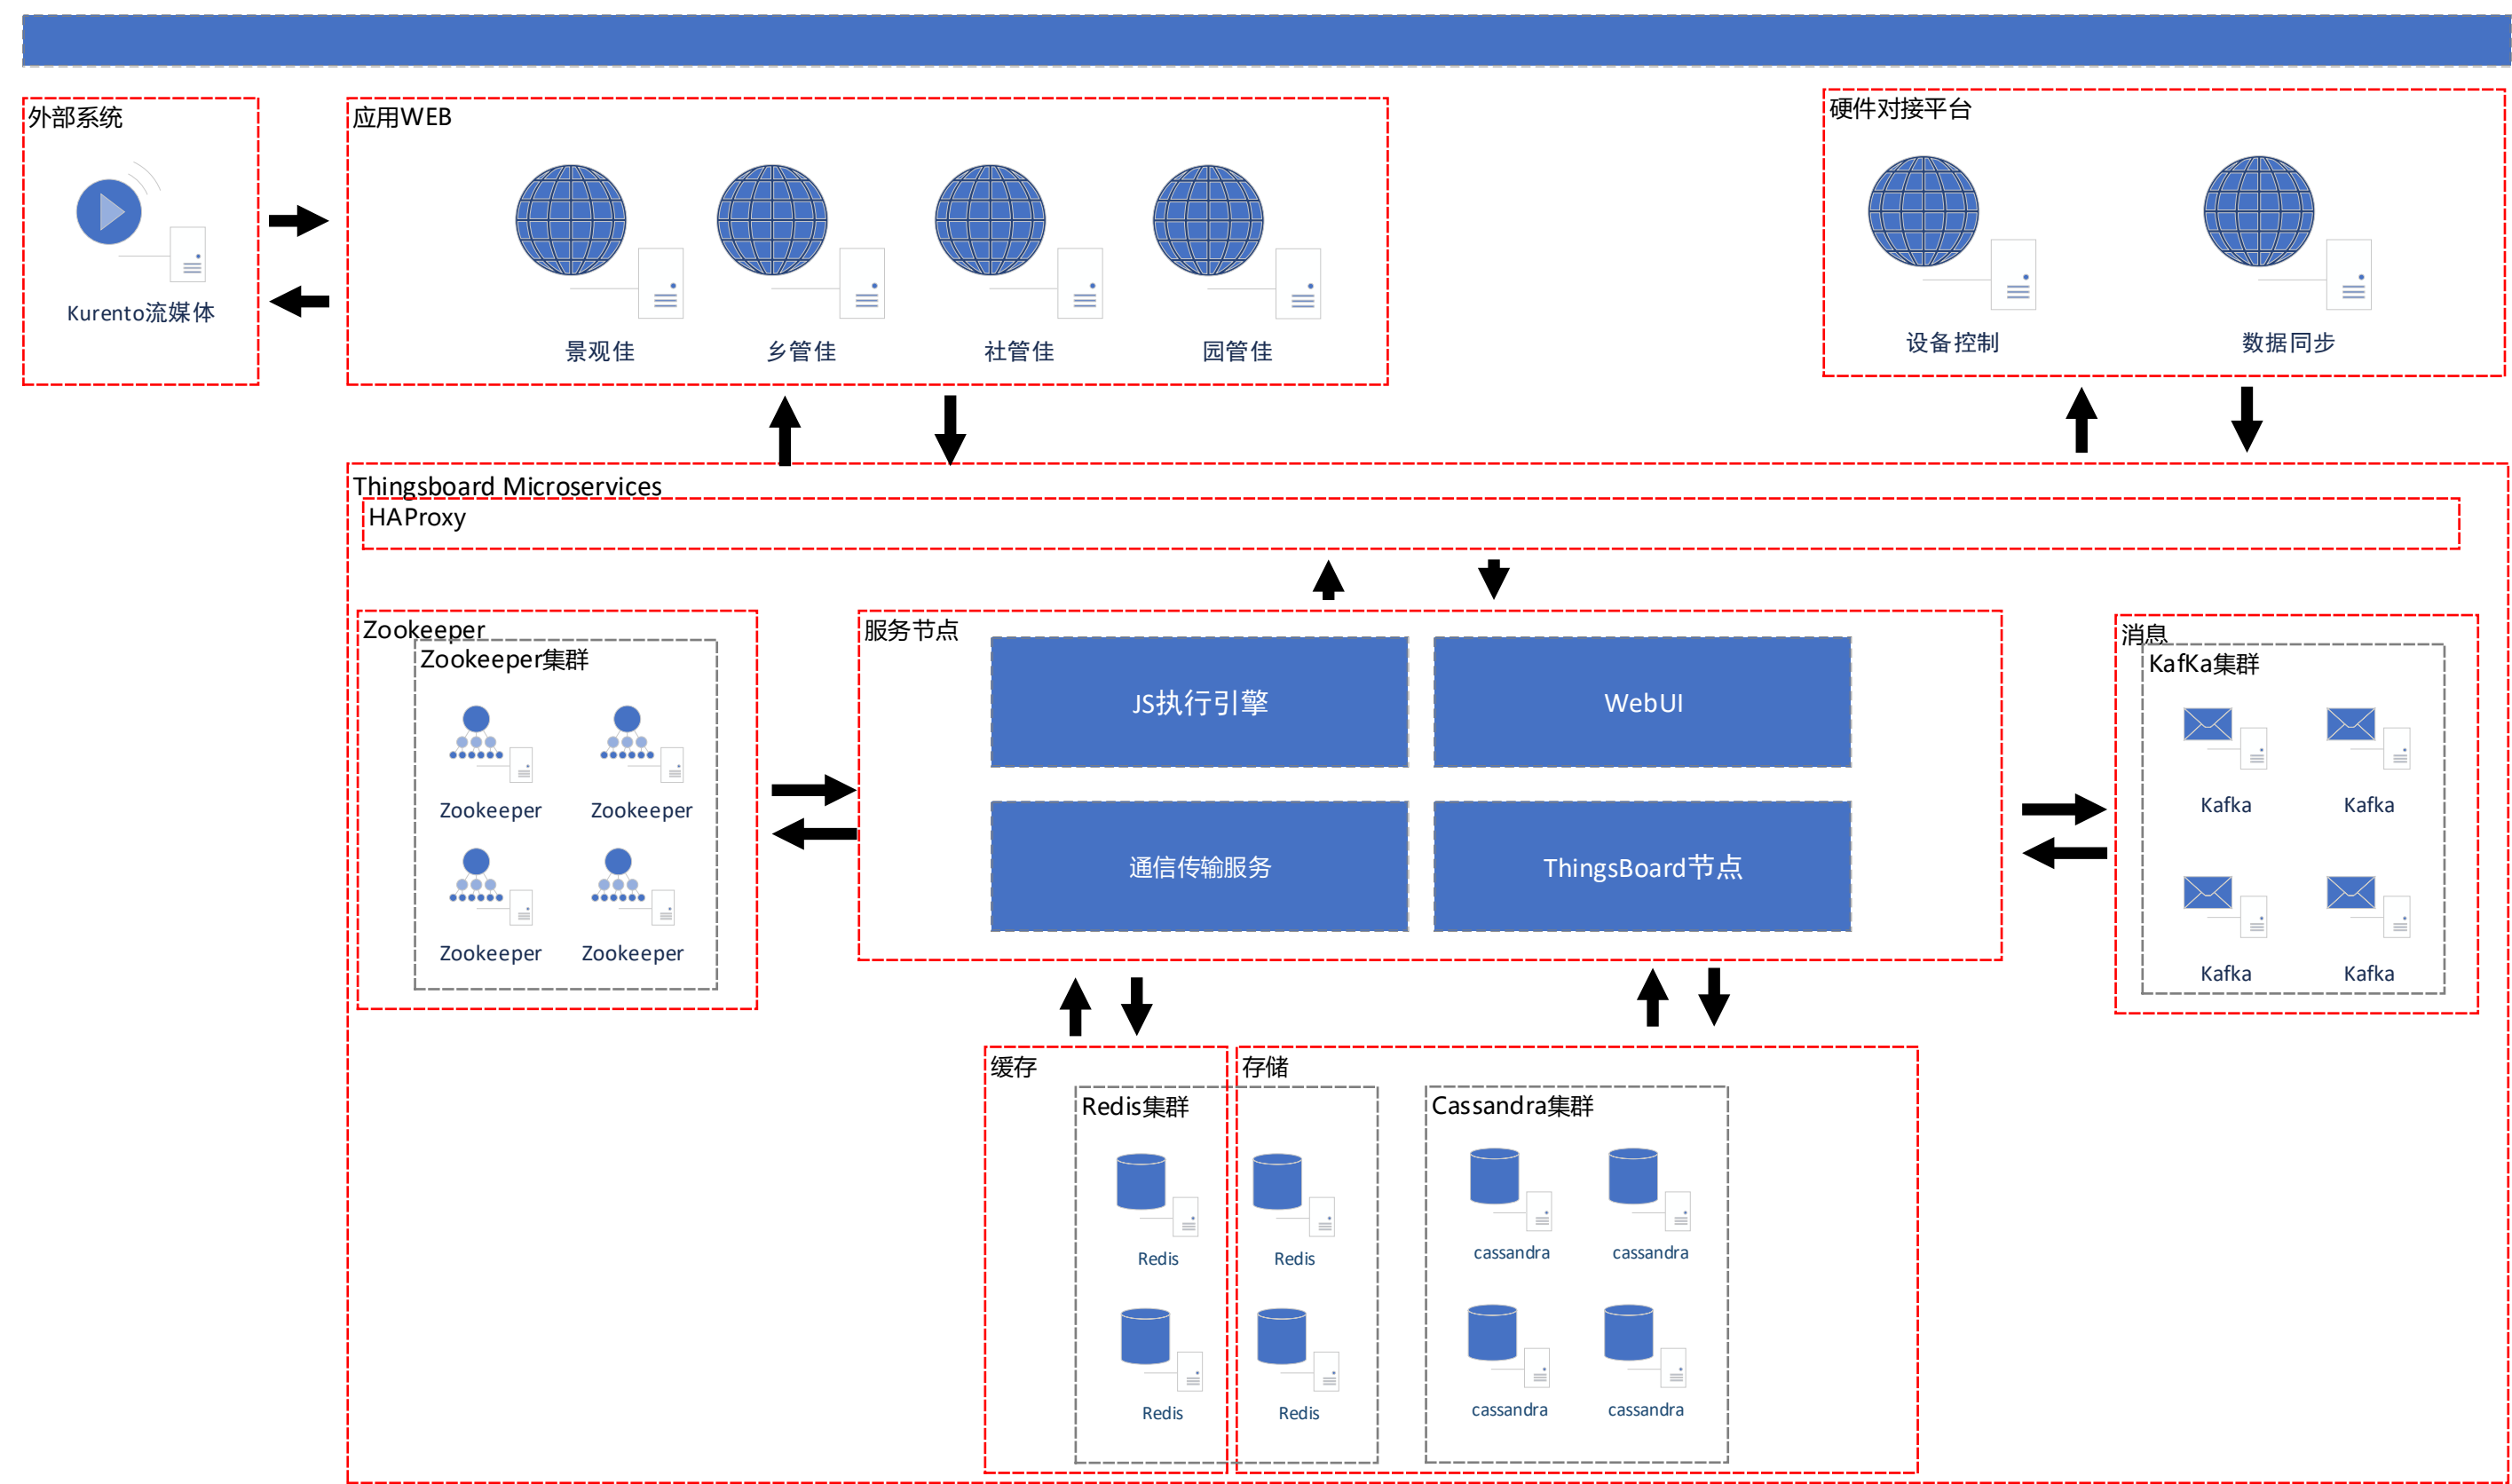 外部系统
Kurento流媒体
应用WEB
景观佳
乡管佳
社管佳
园管佳
硬件对接平台
设备控制
数据同步
Thingsboard Microservices
HAProxy
Zookeeper
Zookeeper集群
Zookeeper
Zookeeper
Zookeeper
Zookeeper
服务节点
JS执行引擎
WebUI
通信传输服务
ThingsBoard节点
消息
KafKa集群
Kafka
Kafka
Kafka
Kafka
缓存
Redis集群
Redis
Redis
Redis
Redis
存储
Cassandra集群
cassandra
cassandra
cassandra
cassandra